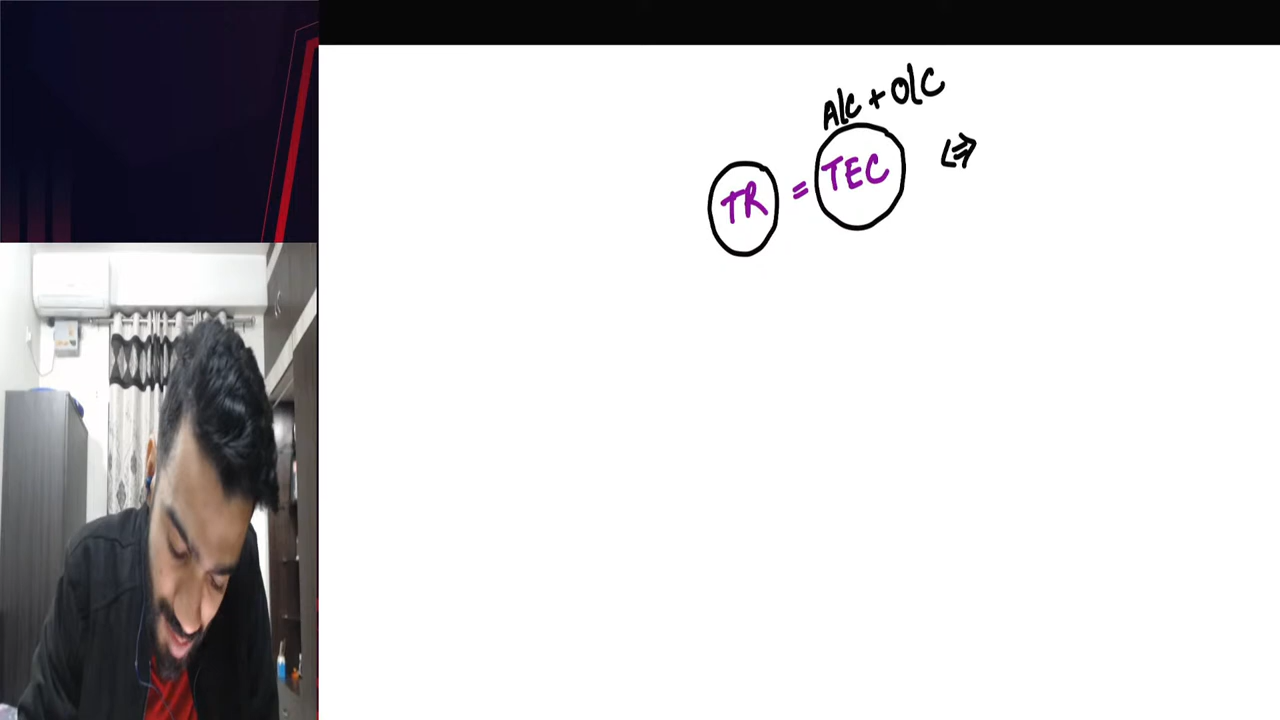 A/C + O/C
TR = TEC ⇔